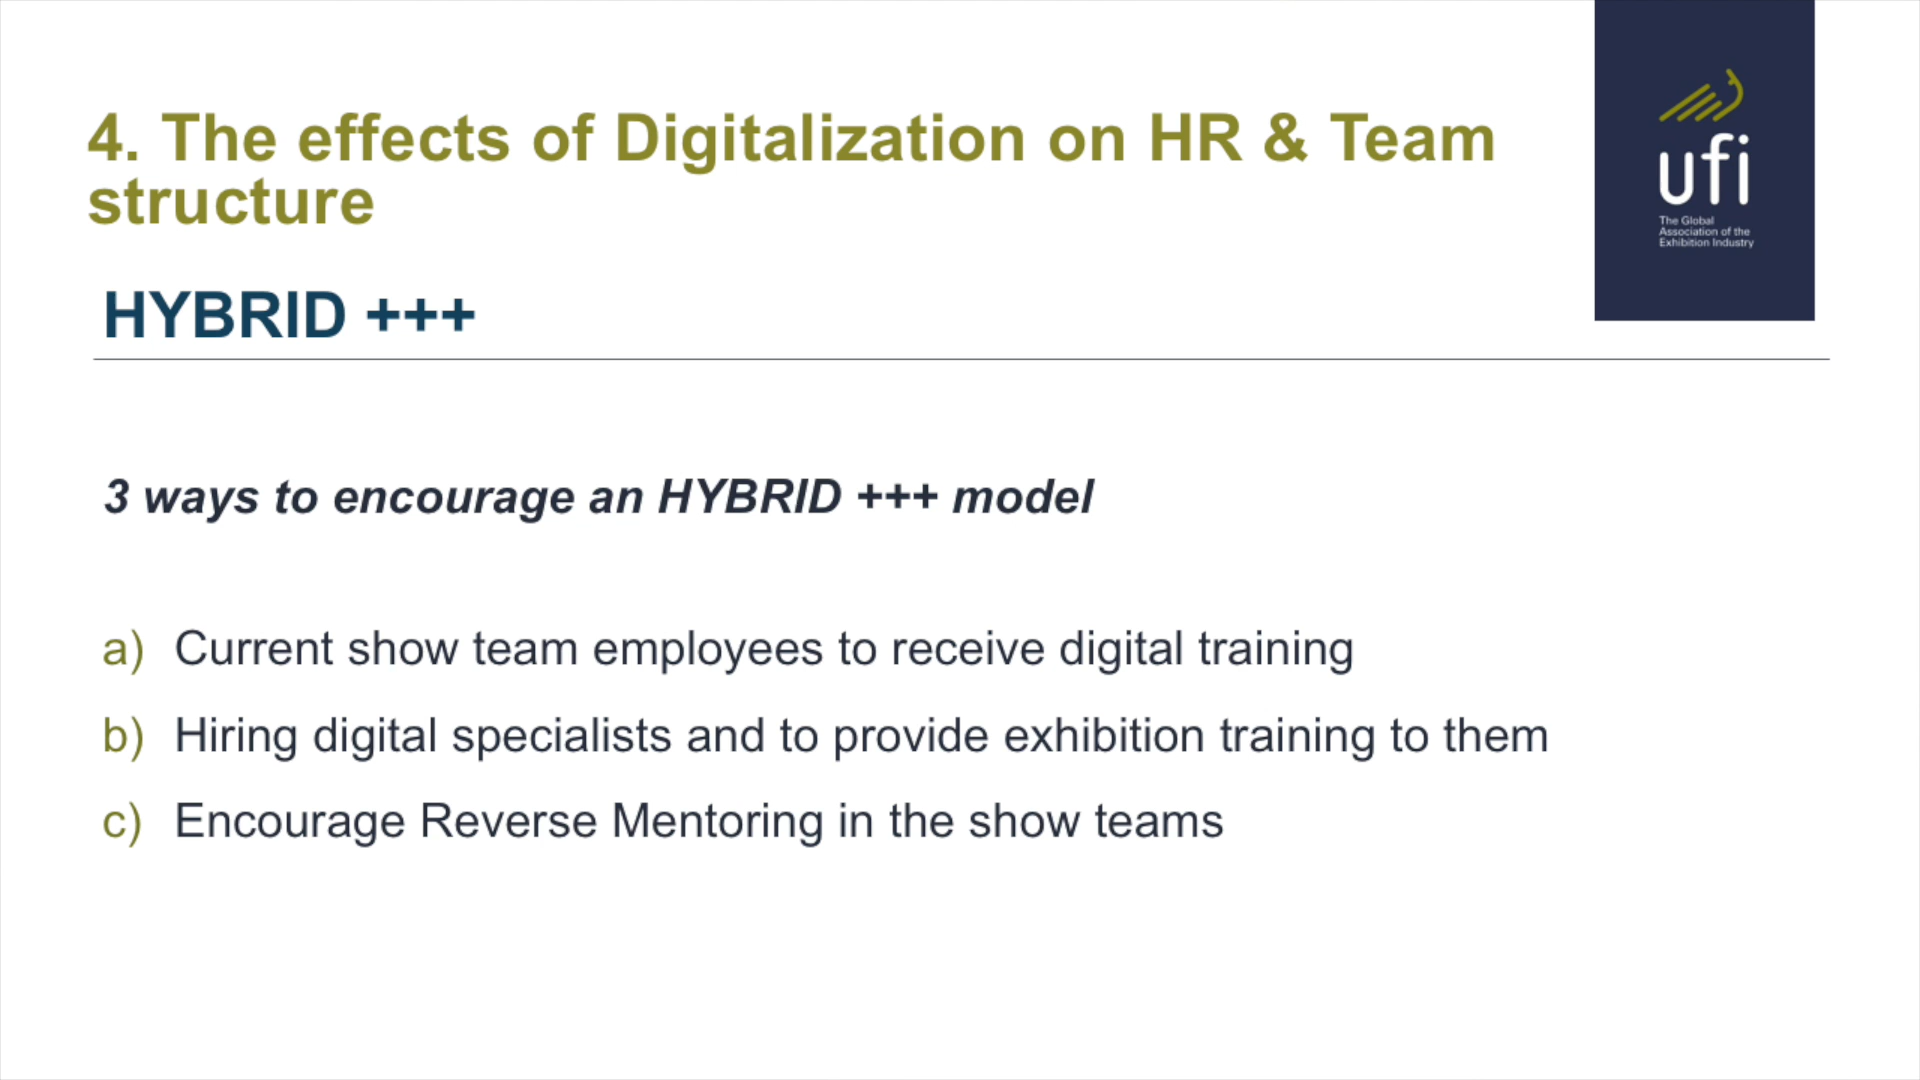 4. The effects of Digitalization on HR & Team
structure
HYBRID +++
ufi
The Global
Association of the
Exhibition Industry
3 ways to encourage an HYBRID +++ model
a) Current show team employees to receive digital training
b) Hiring digital specialists and to provide exhibition training to them
c) Encourage Reverse Mentoring in the show teams